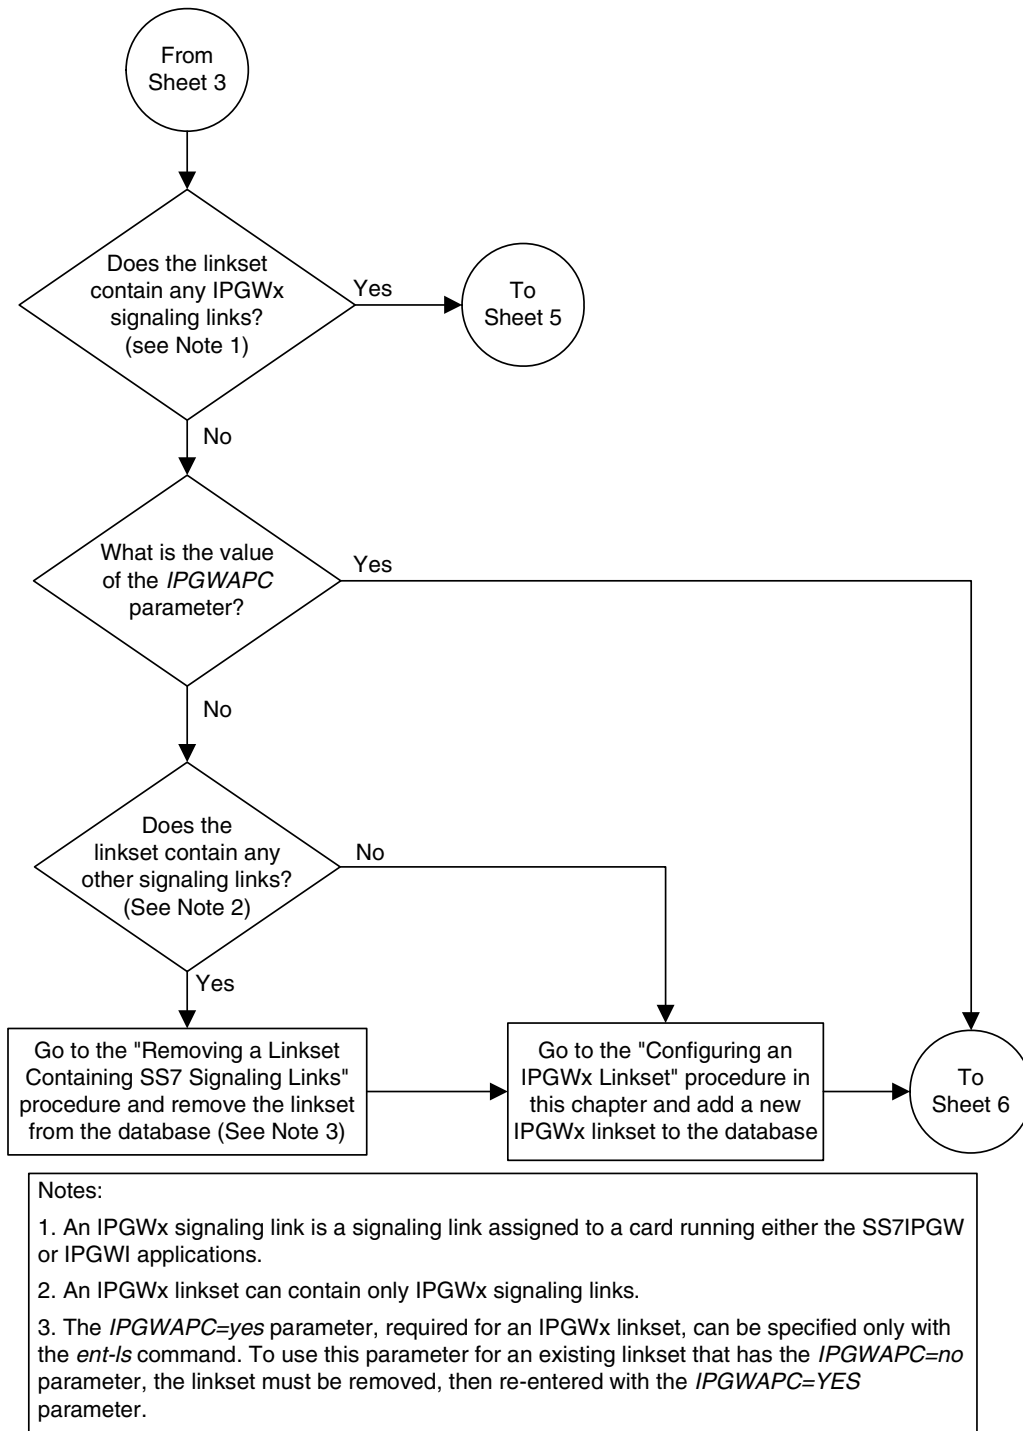 From
Sheet 3
Does the linkset
contain any IPGWx
signaling links?
(see Note 1)
Yes
To
Sheet 5
No
What is the value
of the IPGWAPC
parameter?
Yes
No
Does the
linkset contain any
other signaling links?
(See Note 2)
No
Yes
Go to the "Removing a Linkset
Containing SS7 Signaling Links"
procedure and remove the linkset
from the database (See Note 3)
Go to the "Configuring an
IPGWx Linkset" procedure in
this chapter and add a new
IPGWx linkset to the database
To
Sheet 6
Notes:
1. An IPGWx signaling link is a signaling link assigned to a card running either the SS7IPGW
or IPGWI applications.
2. An IPGWx linkset can contain only IPGWx signaling links.
3. The IPGWAPC=yes parameter, required for an IPGWx linkset, can be specified only with
the ent-ls command. To use this parameter for an existing linkset that has the IPGWAPC=no
parameter, the linkset must be removed, then re-entered with the IPGWAPC=YES
parameter.